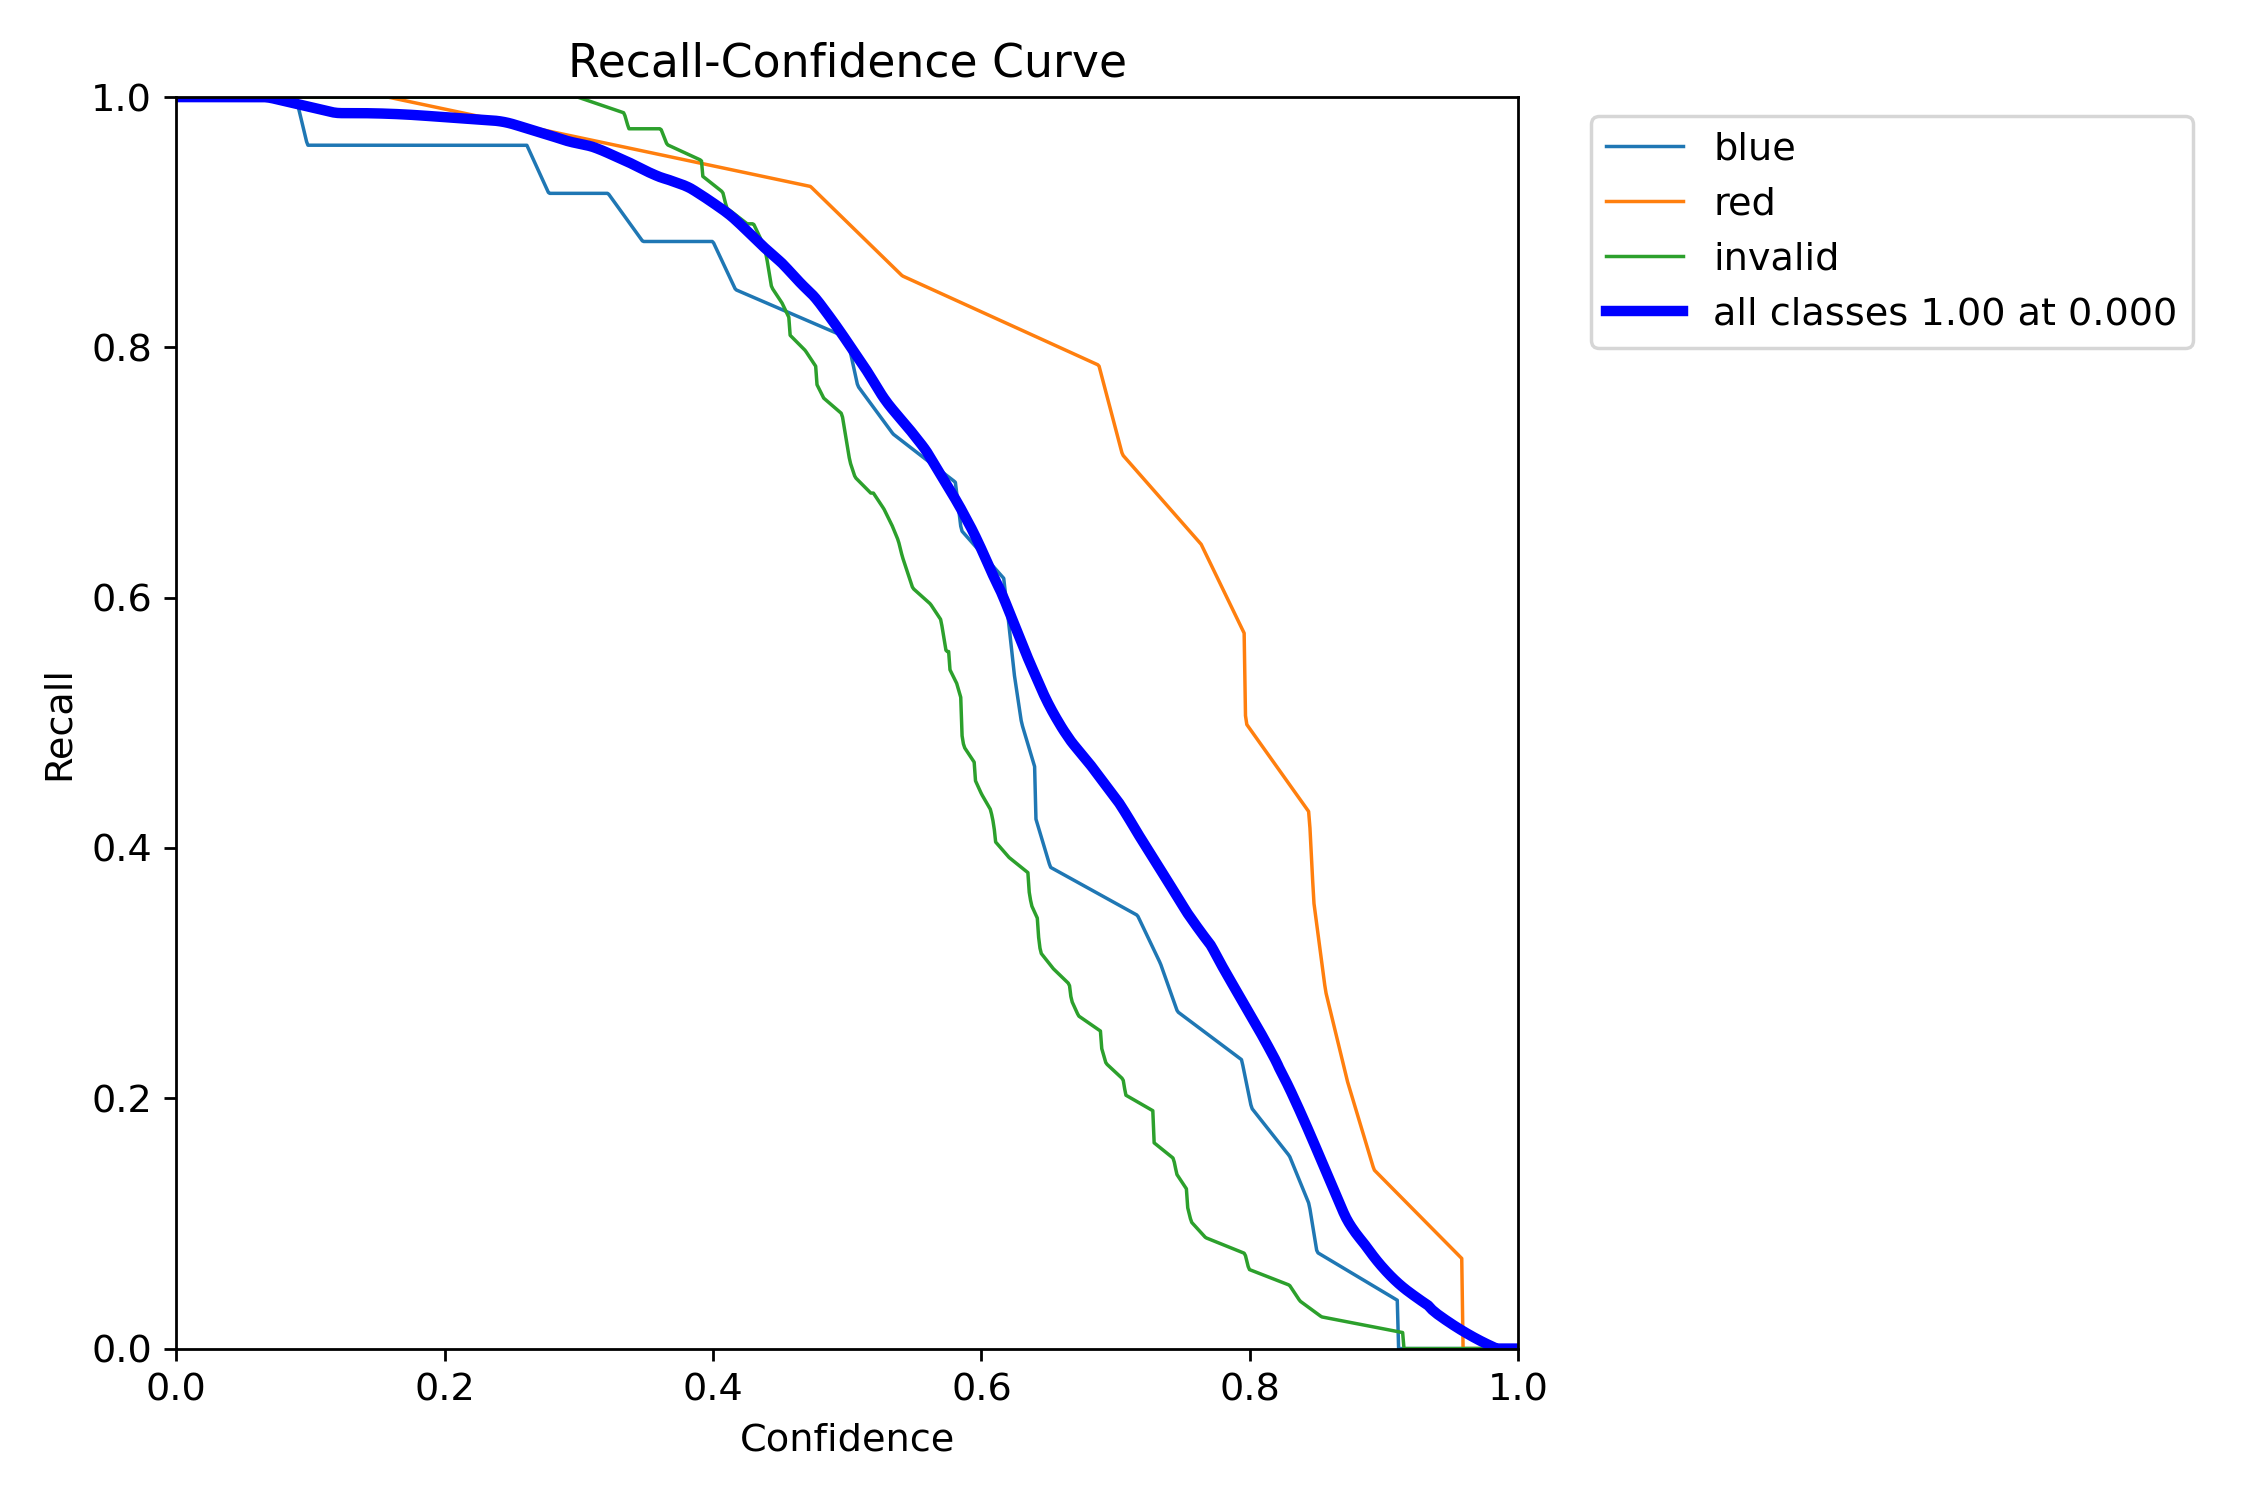 Recall-Confidence Curve
1.0
0.8
0.6
0.4
0.2
0.0
Recall
0.0 0.2 0.4 0.6 0.8 1.0
Confidence
blue
red
invalid
all classes 1.00 at 0.000